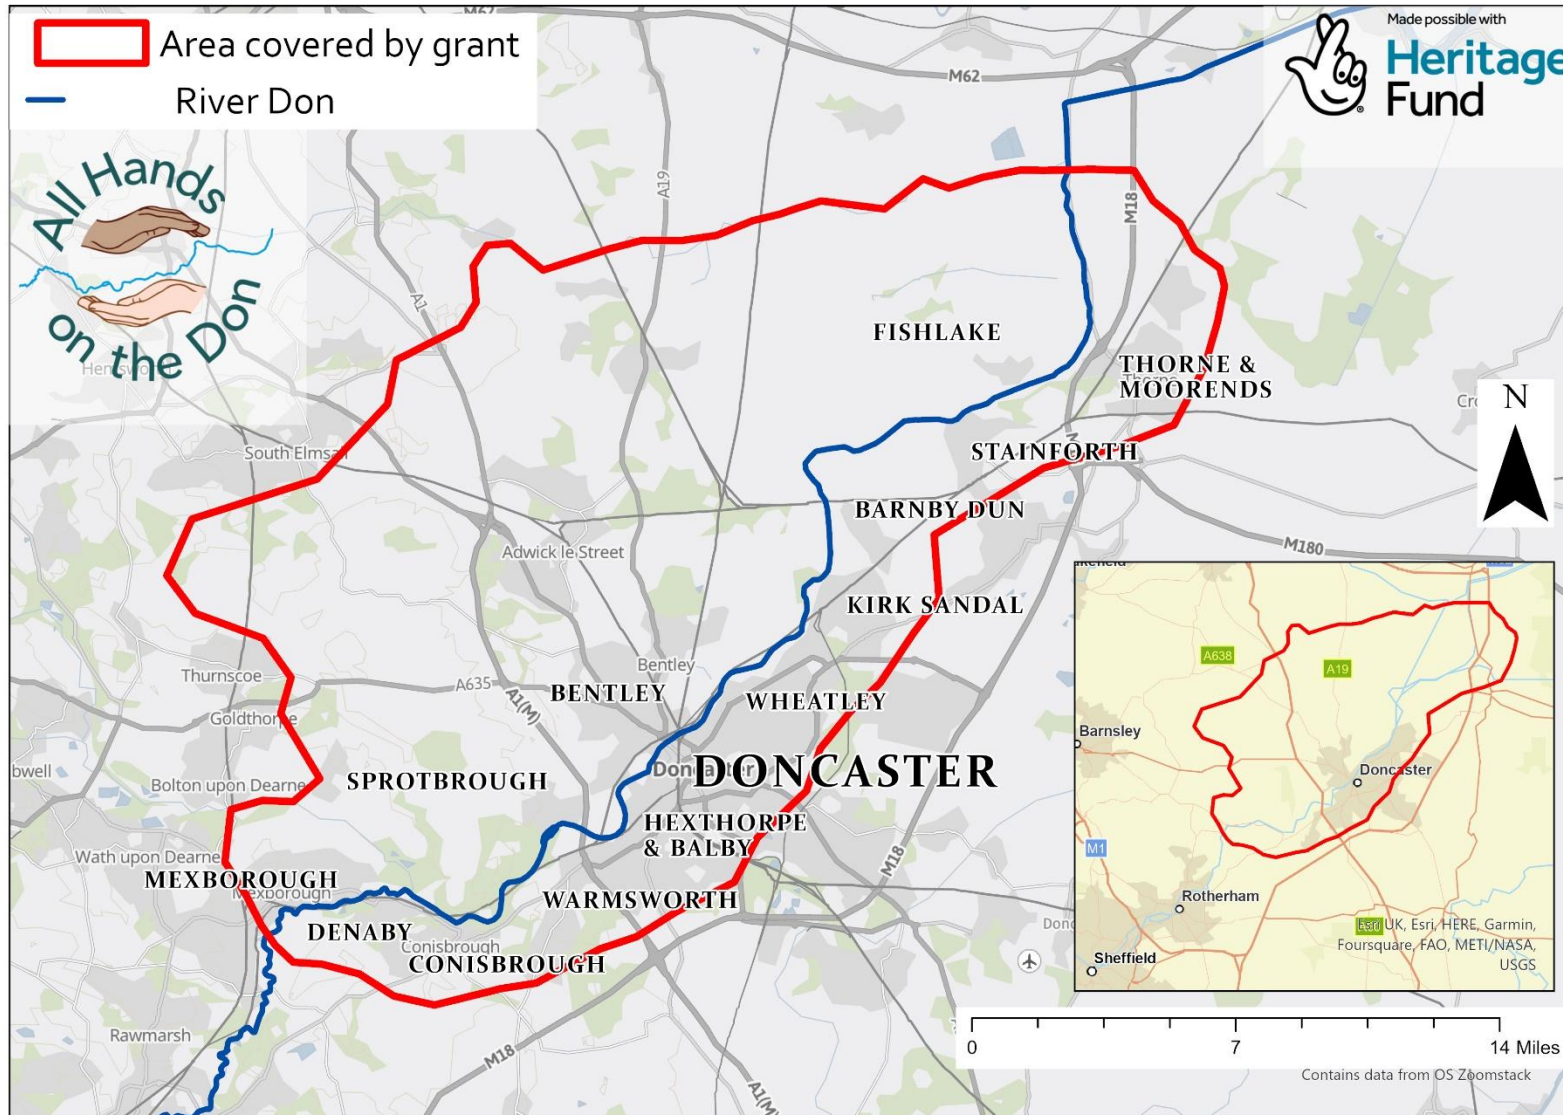 Area covered by grant
River Don
All Hands
on the Don
Made possible with
Heritage
Fund
M62
M62
A19
M18
A1
FISHLAKE
THORNE &
MOORENDS
South Elmsall
STAINFORTH
N
BARNBY DUN
Adwick le Street
M180
KIRK SANDAL
Thurnscoe
Bentley
A635
A1(M)
BENTLEY
WHEATLEY
Goldthorpe
Doncaster
DONCASTER
SPROTBROUGH
Bolton upon Dearne
HEXTHORPE
& BALBY
Wath upon Dearne
M18
MEXBOROUGH
Mexborough
WARMSWORTH
DENABY
Conisbrough
CONISBROUGH
Rawmarsh
M18
A1(M)
A638
A19
Barnsley
Doncaster
M1
Rotherham
Sheffield
Esri UK, Esri, HERE, Garmin,
Foursquare, FAO, METI/NASA,
USGS
0 7 14 Miles
Contains data from OS Zoomstack